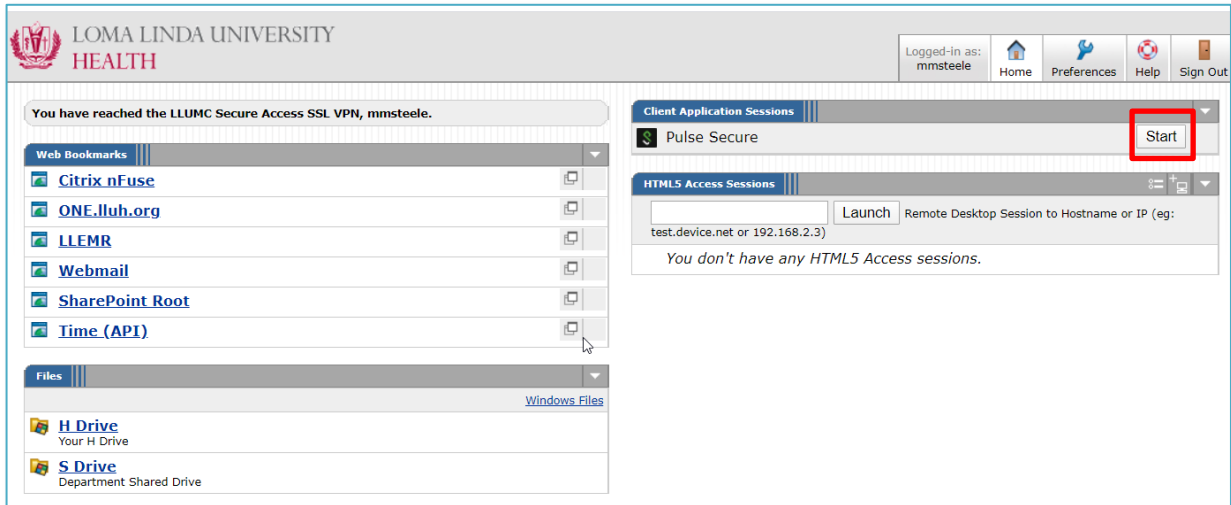 LOMA LINDA UNIVERSITY
HEALTH
Logged-in as:
mmsteele
Home
Preferences
Help
Sign Out
You have reached the LLUMC Secure Access SSL VPN, mmsteele.
Web Bookmarks
Citrix nFuse
ONE.lluh.org
LLEMR
Webmail
SharePoint Root
Time (API)
Files
Windows Files
H Drive
Your H Drive
S Drive
Department Shared Drive
Client Application Sessions
S Pulse Secure
Start
HTML5 Access Sessions
Launch Remote Desktop Session to Hostname or IP (eg:
test.device.net or 192.168.2.3)
You don't have any HTML5 Access sessions.